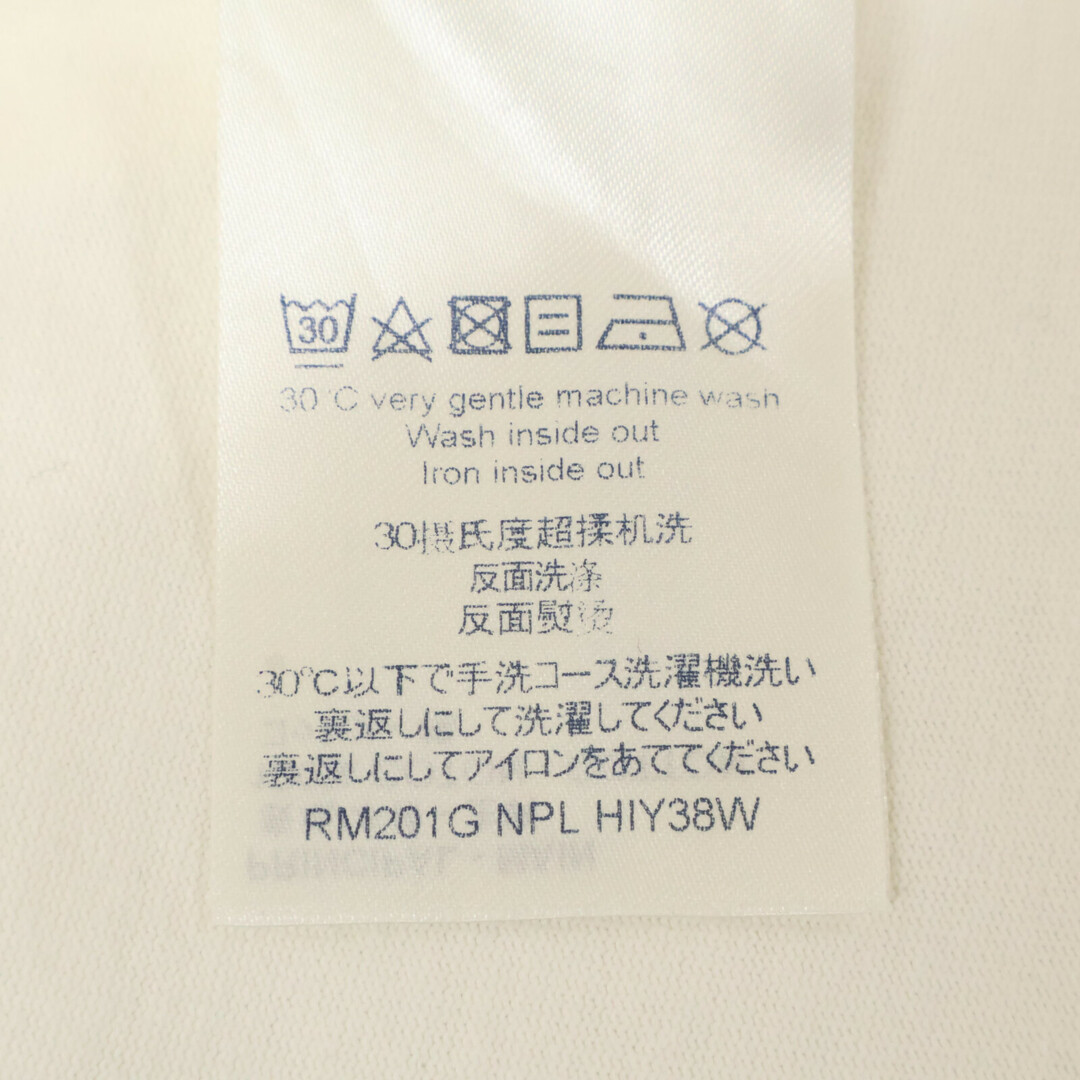 30
30°C very gentle machine wash
Wash inside out
Iron inside out
30摄氏度超揉机洗
反面洗涤
反面熨烫
30℃以下で手洗コース洗濯機洗い
裏返しにして洗濯してください
裏返しにしてアイロンをあててください
RM201G NPL HIY38W
PRINCIPAL - MAIN